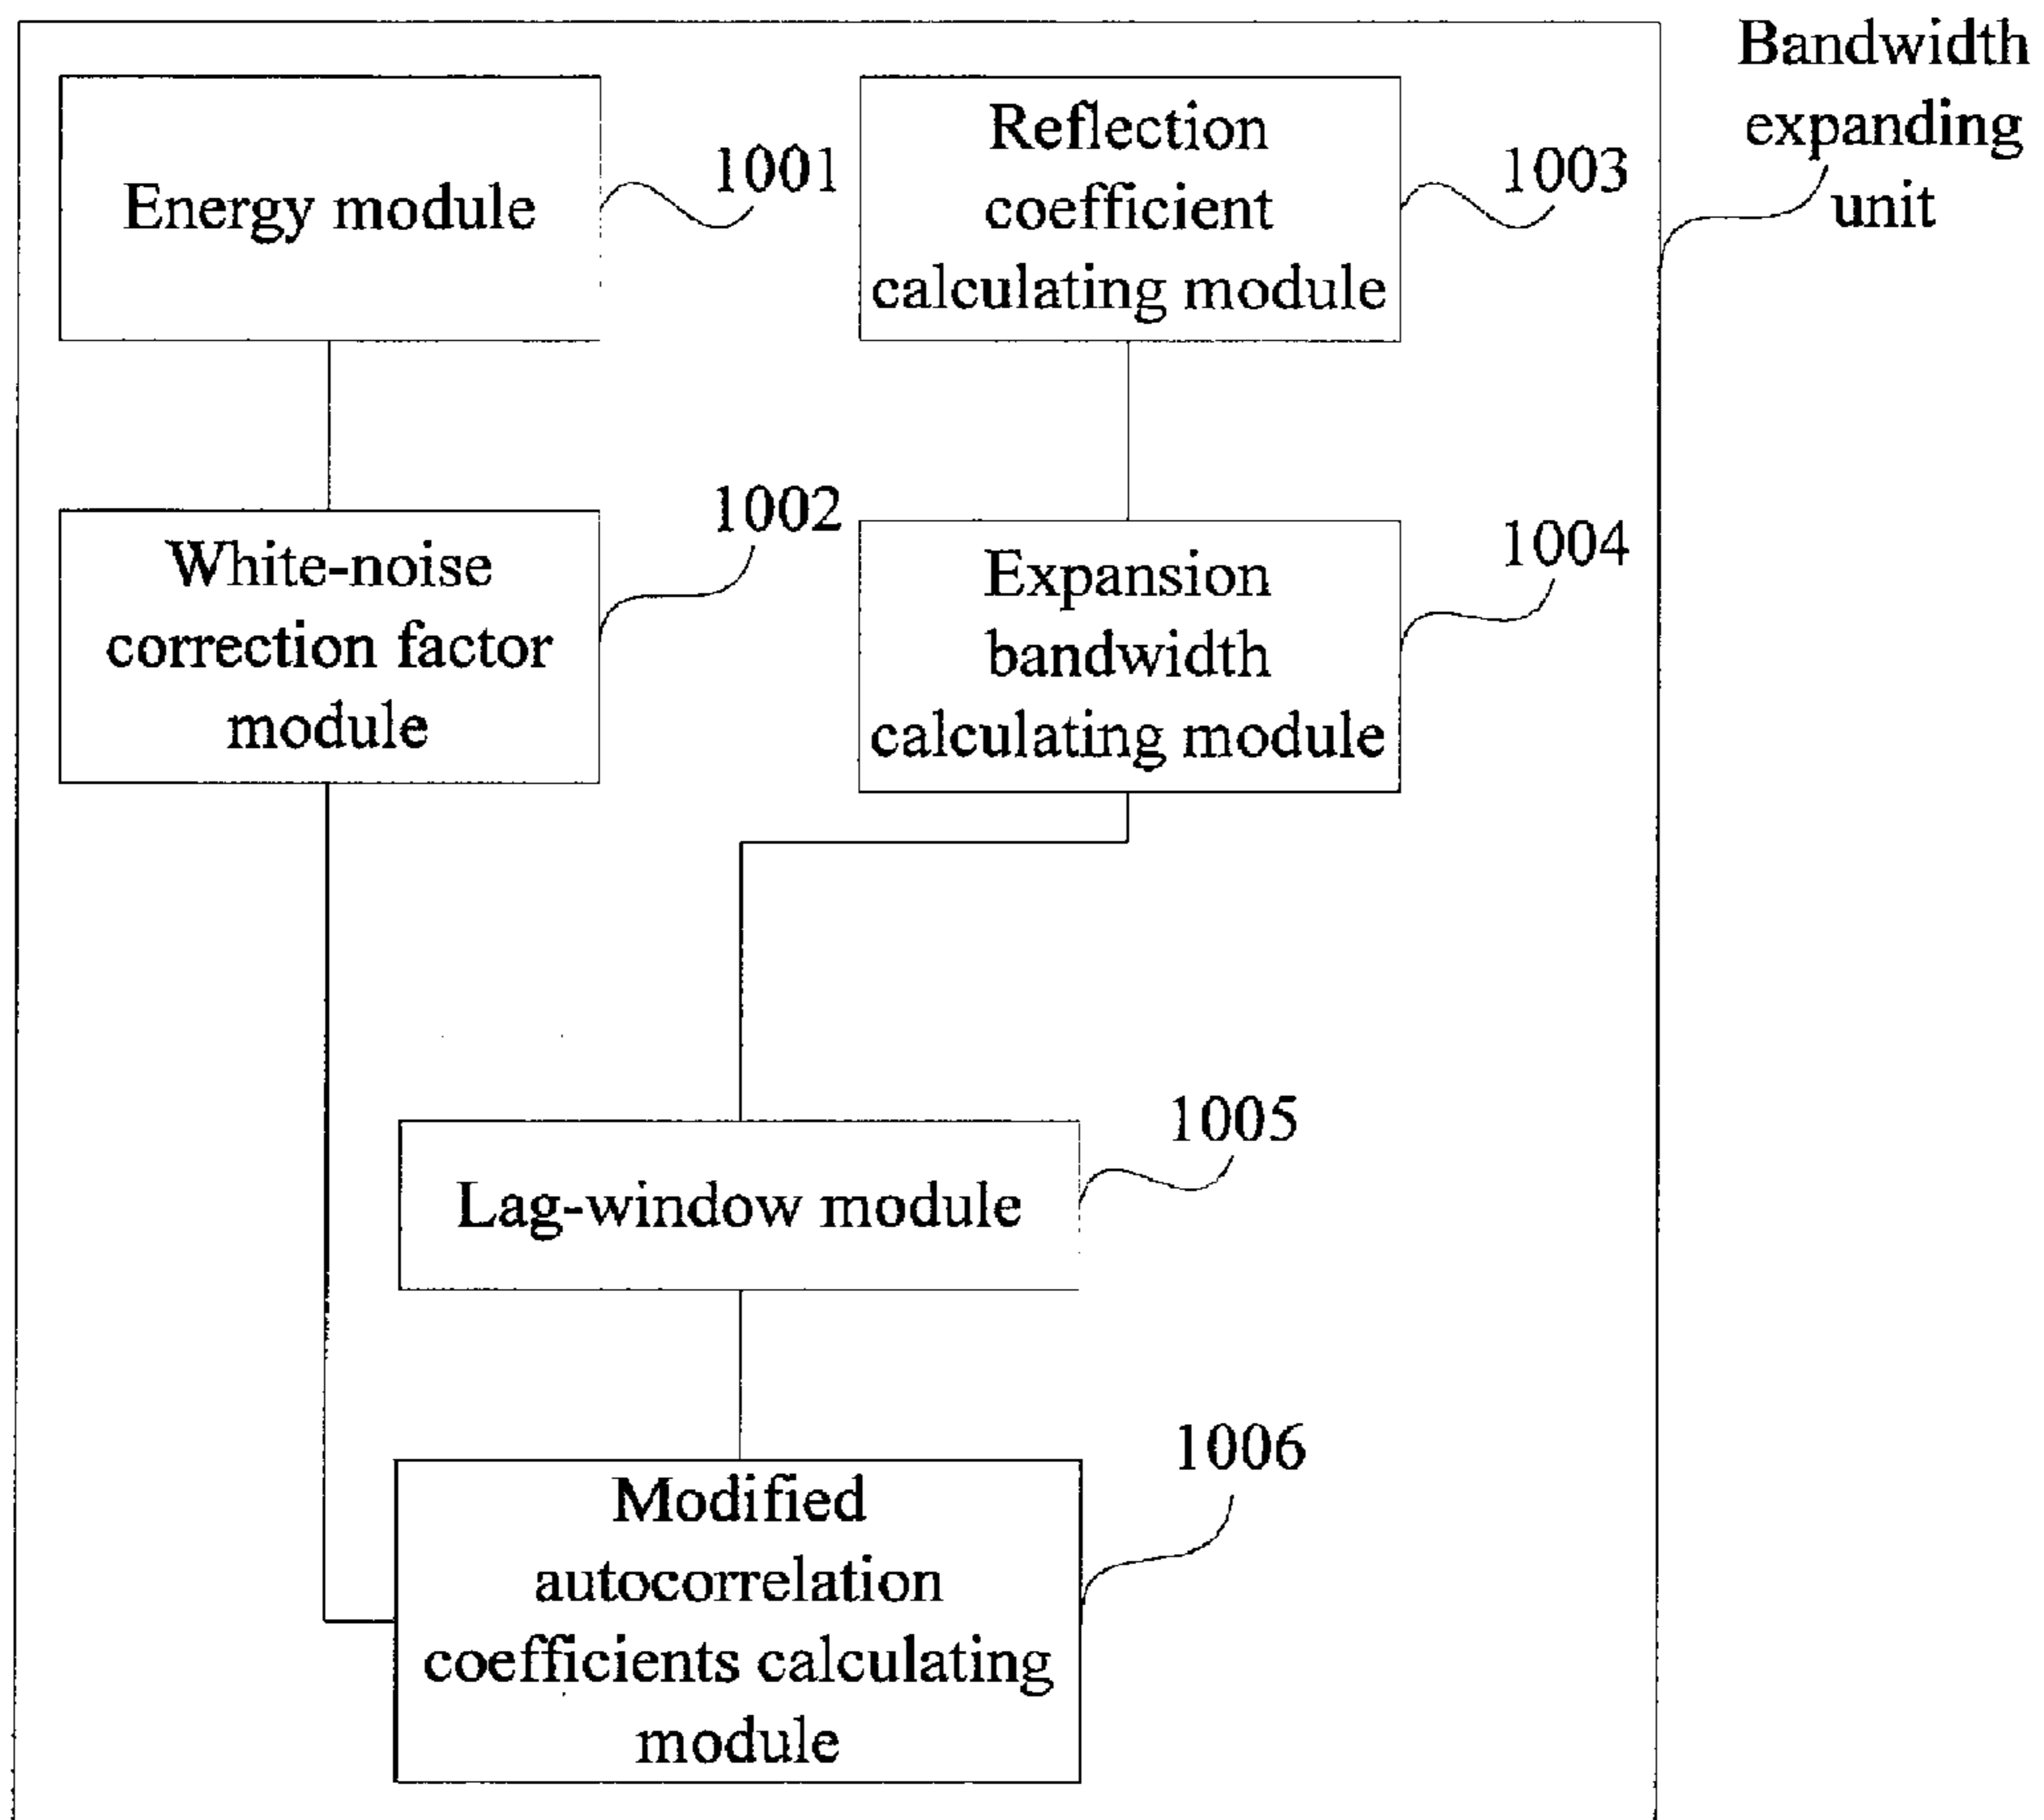 Bandwidth
expanding
unit
Energy module
1001
Reflection
coefficient
calculating module
1003
White-noise
correction factor
module
1002
Expansion
bandwidth
calculating module
1004
Lag-window module
1005
Modified
autocorrelation
coefficients calculating
module
1006